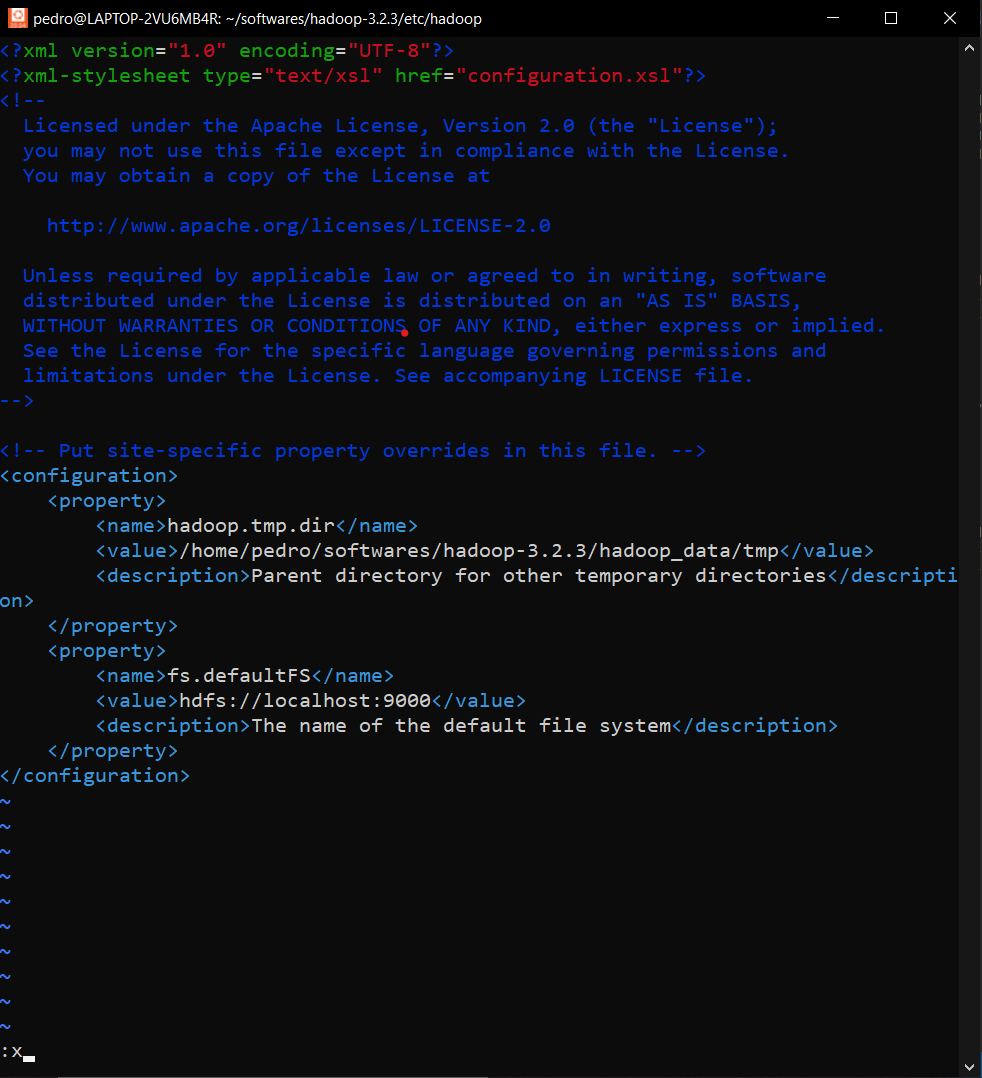 pedro@LAPTOP-2VU6MB4R: ~/softwares/hadoop-3.2.3/etc/hadoop
<?xml version="1.0" encoding="UTF-8"?>
<?xml-stylesheet type="text/xsl" href="configuration.xsl"?>
<!--
  Licensed under the Apache License, Version 2.0 (the "License");
  you may not use this file except in compliance with the License.
  You may obtain a copy of the License at

    http://www.apache.org/licenses/LICENSE-2.0

  Unless required by applicable law or agreed to in writing, software
  distributed under the License is distributed on an "AS IS" BASIS,
  WITHOUT WARRANTIES OR CONDITIONS OF ANY KIND, either express or implied.
  See the License for the specific language governing permissions and
  limitations under the License. See accompanying LICENSE file.
-->

<!-- Put site-specific property overrides in this file. -->
<configuration>
    <property>
        <name>hadoop.tmp.dir</name>
        <value>/home/pedro/softwares/hadoop-3.2.3/hadoop_data/tmp</value>
        <description>Parent directory for other temporary directories</descripti
on>
    </property>
    <property>
        <name>fs.defaultFS</name>
        <value>hdfs://localhost:9000</value>
        <description>The name of the default file system</description>
    </property>
</configuration>
~
~
~
~
~
~
~
~
~
~
:x